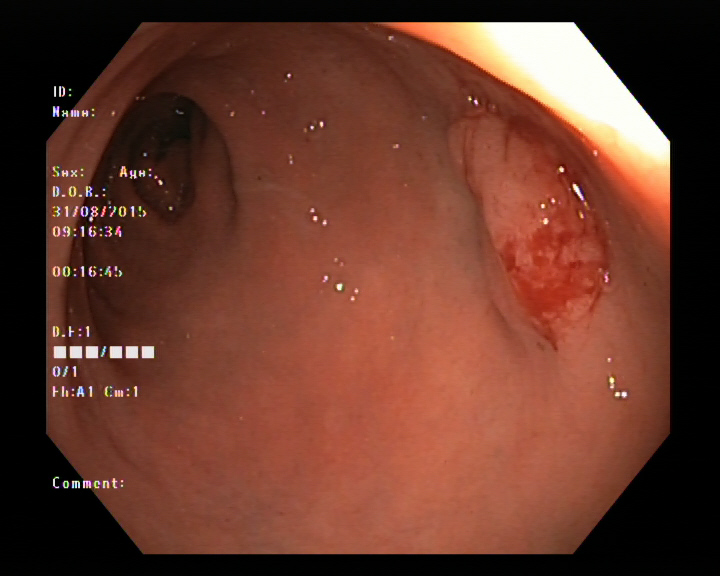 ID:
Name:
Sex: Age:
D.O.B.:
31/08/2015
09:16:34
00:16:45
D.F:1
■■■/■■■
0/1
Eh:A1 Cm:1
Comment: